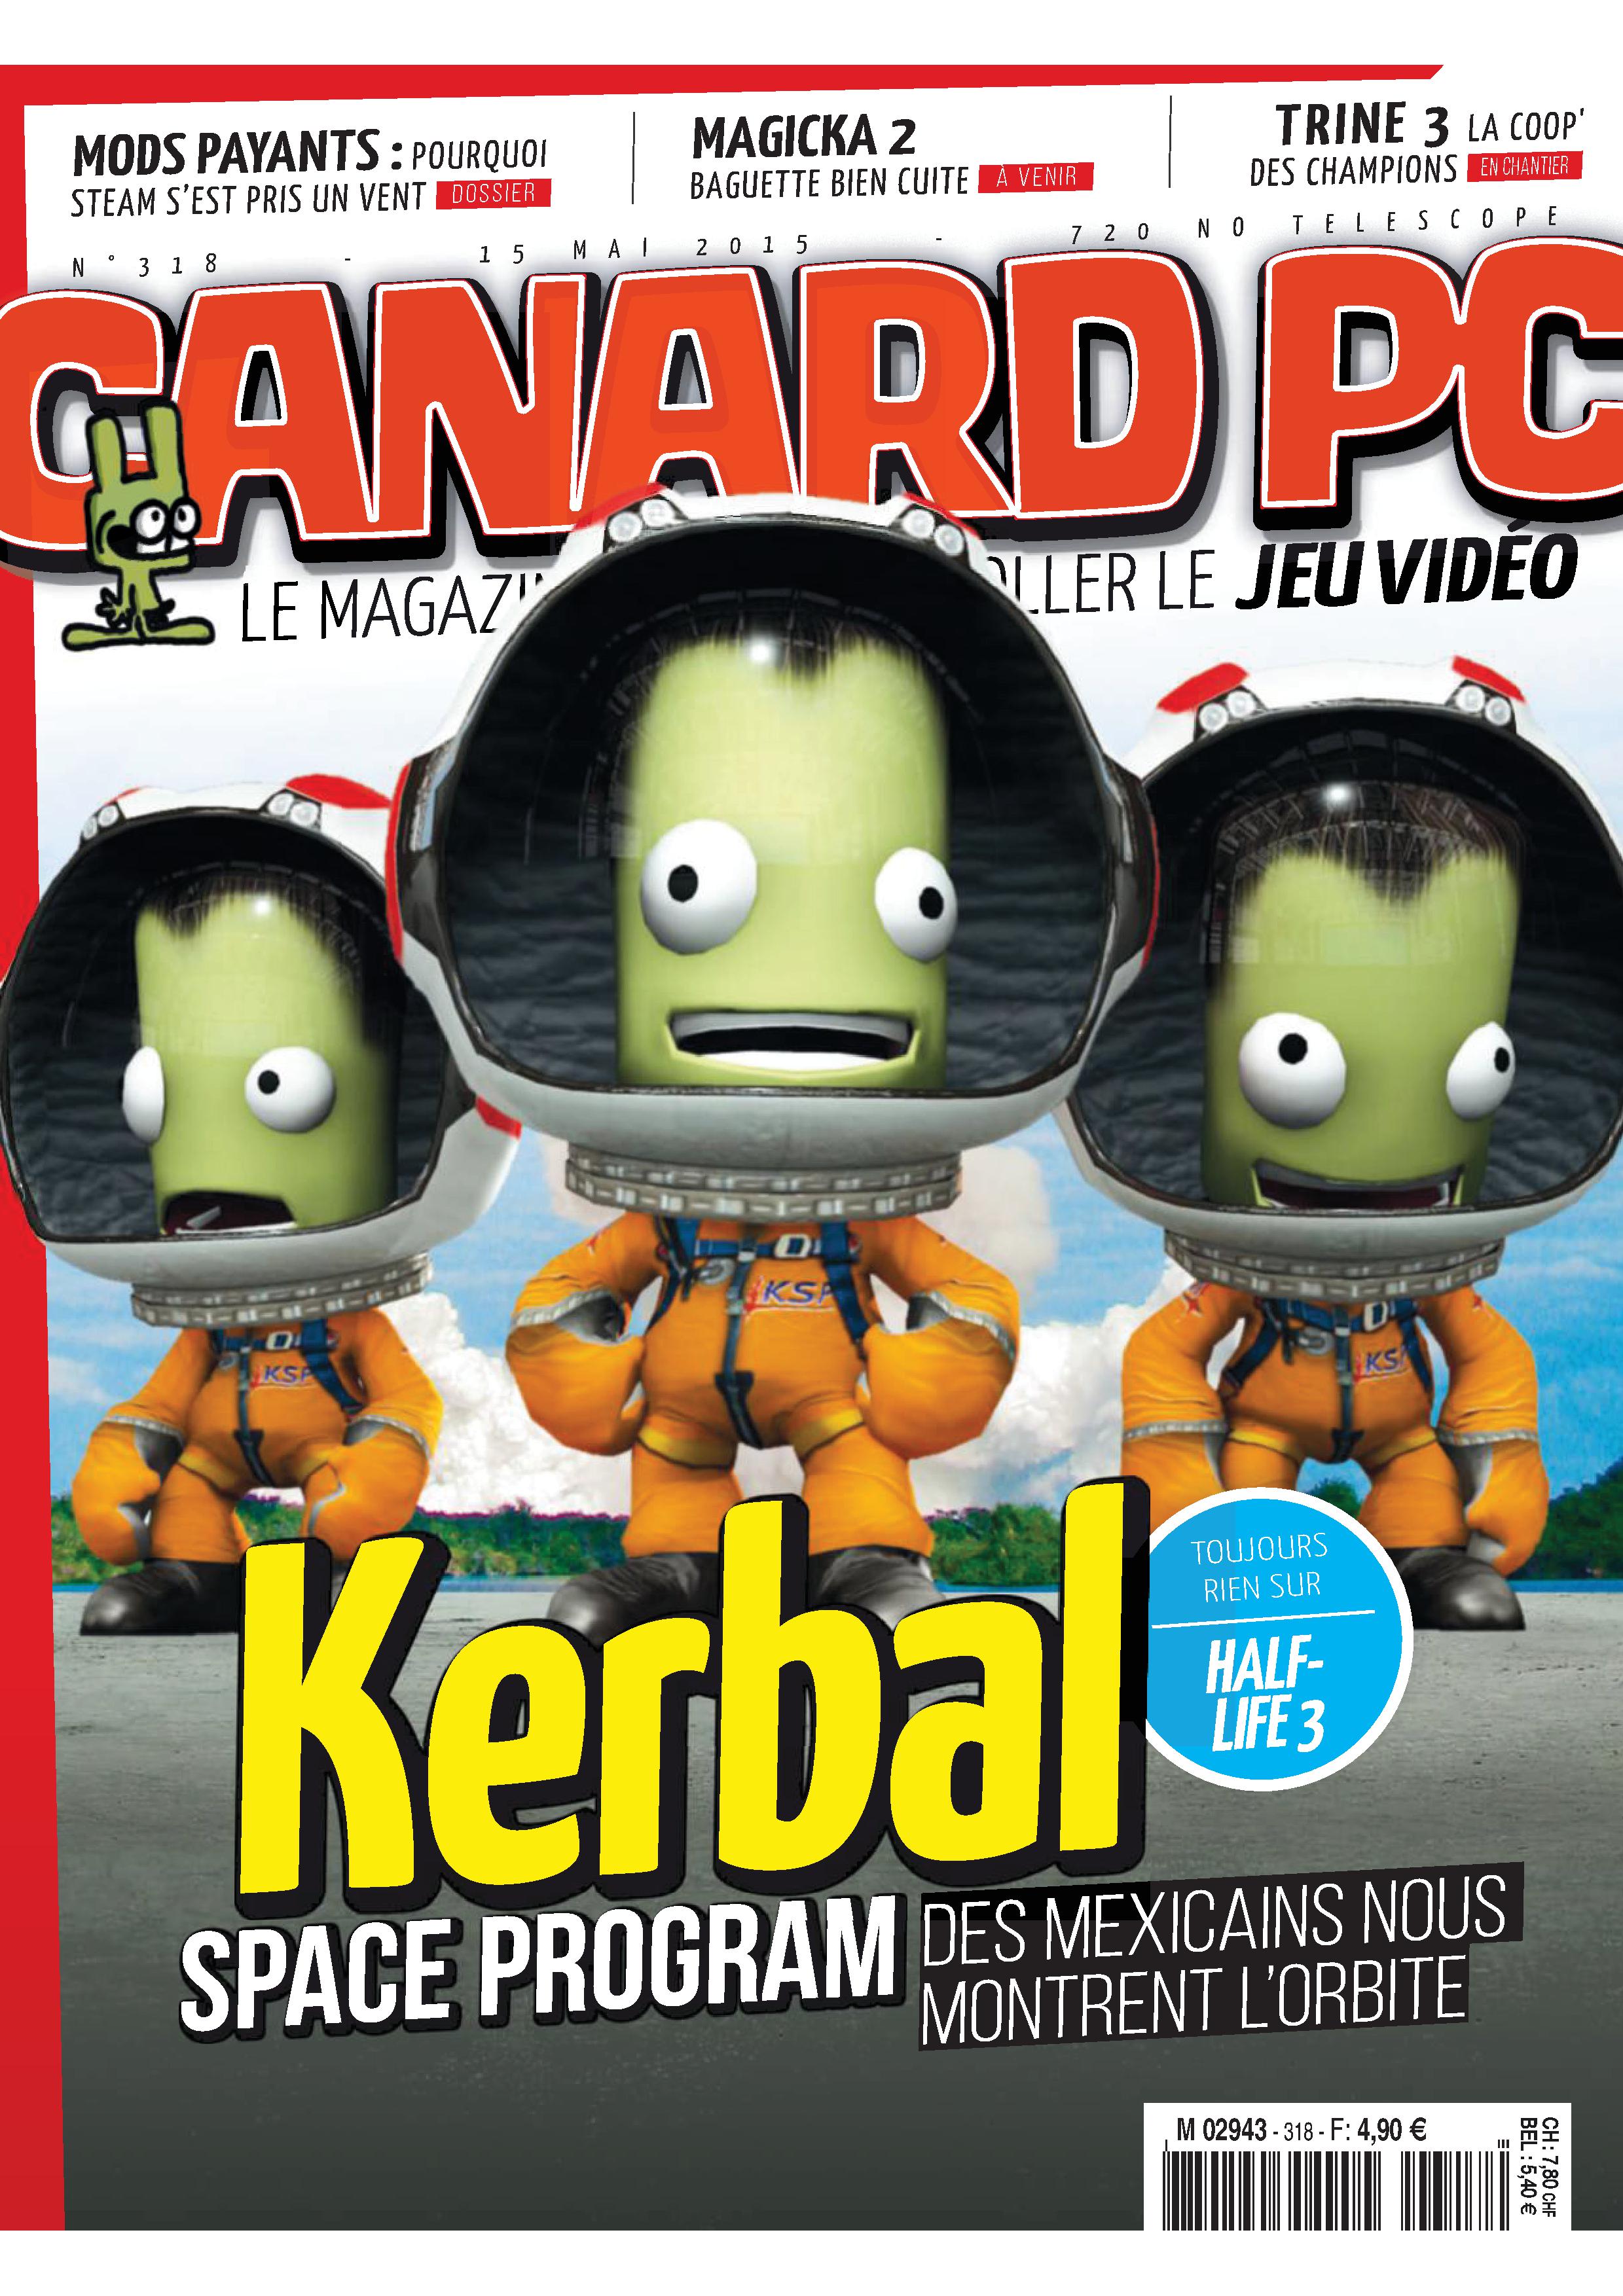 MODS PAYANTS : POURQUOI
STEAM S'EST PRIS UN VENT DOSSIER
MAGICKA 2
BAGUETTE BIEN CUITE À VENIR
TRINE 3 LA COOP'
DES CHAMPIONS EN CHANTIER
N°318 - 15 MAI 2015 - 720 NO TELESCOPE
CANARD PC
LE JEU VIDÉO
KSP
KSP
KSP
Kerbal
TOUJOURS
RIEN SUR
HALF-
LIFE 3
SPACE PROGRAM
DES MEXICAINS NOUS
MONTRENT L'ORBITE
M 02943 - 318 - F: 4,90 €
CH : 7,80 CHF
BEL : 5,40 €